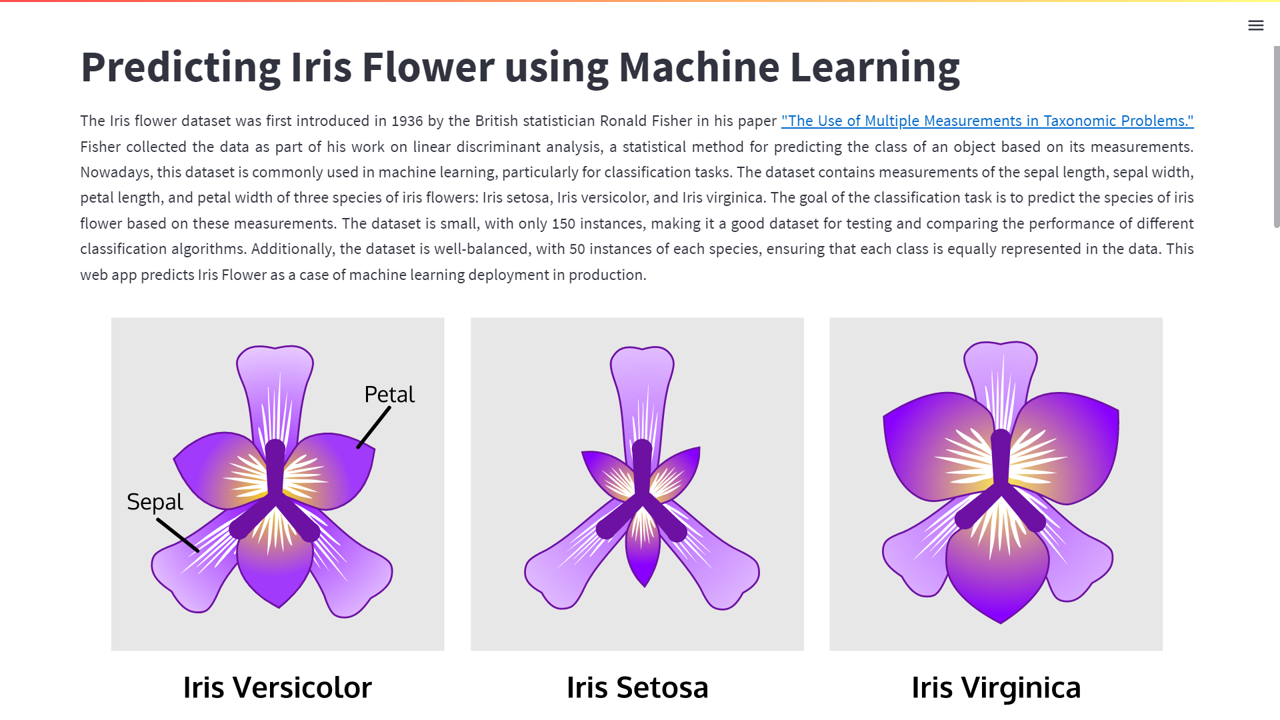 Predicting Iris Flower using Machine Learning
The Iris flower dataset was first introduced in 1936 by the British statistician Ronald Fisher in his paper "The Use of Multiple Measurements in Taxonomic Problems."
Fisher collected the data as part of his work on linear discriminant analysis, a statistical method for predicting the class of an object based on its measurements.
Nowadays, this dataset is commonly used in machine learning, particularly for classification tasks. The dataset contains measurements of the sepal length, sepal width,
petal length, and petal width of three species of iris flowers: Iris setosa, Iris versicolor, and Iris virginica. The goal of the classification task is to predict the species of iris
flower based on these measurements. The dataset is small, with only 150 instances, making it a good dataset for testing and comparing the performance of different
classification algorithms. Additionally, the dataset is well-balanced, with 50 instances of each species, ensuring that each class is equally represented in the data. This
web app predicts Iris Flower as a case of machine learning deployment in production.
Petal
Sepal
Iris Versicolor
Iris Setosa
Iris Virginica